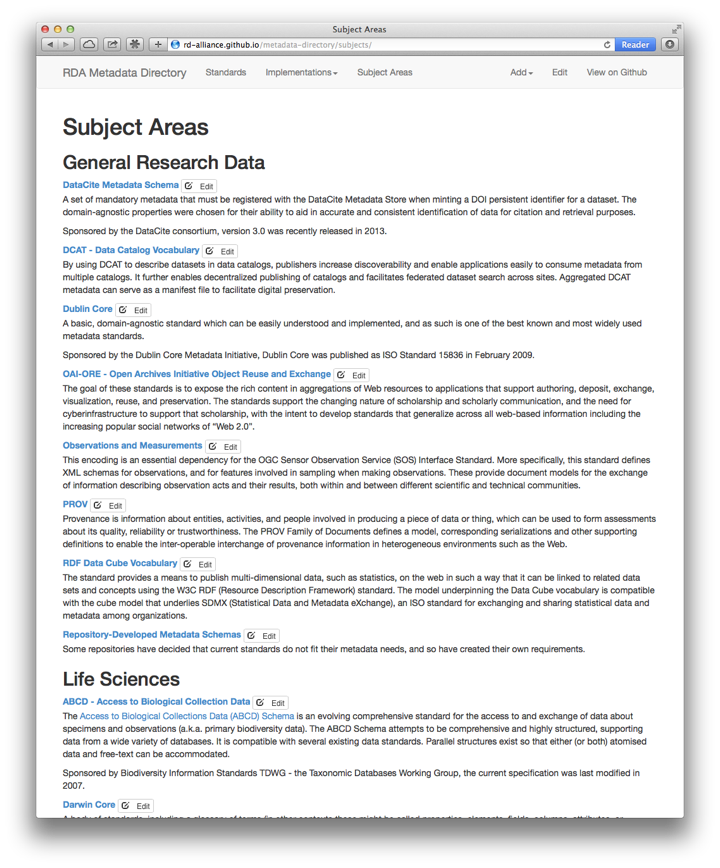 Subject Areas
rd-alliance.github.io/metadata-directory/subjects/
Reader
RDA Metadata Directory Standards Implementations Subject Areas Add Edit View on Github
Subject Areas
General Research Data
DataCite Metadata Schema Edit
A set of mandatory metadata that must be registered with the DataCite Metadata Store when minting a DOI persistent identifier for a dataset. The
domain-agnostic properties were chosen for their ability to aid in accurate and consistent identification of data for citation and retrieval purposes.
Sponsored by the DataCite consortium, version 3.0 was recently released in 2013.
DCAT - Data Catalog Vocabulary Edit
By using DCAT to describe datasets in data catalogs, publishers increase discoverability and enable applications easily to consume metadata from
multiple catalogs. It further enables decentralized publishing of catalogs and facilitates federated dataset search across sites. Aggregated DCAT
metadata can serve as a manifest file to facilitate digital preservation.
Dublin Core Edit
A basic, domain-agnostic standard which can be easily understood and implemented, and as such is one of the best known and most widely used
metadata standards.
Sponsored by the Dublin Core Metadata Initiative, Dublin Core was published as ISO Standard 15836 in February 2009.
OAI-ORE - Open Archives Initiative Object Reuse and Exchange Edit
The goal of these standards is to expose the rich content in aggregations of Web resources to applications that support authoring, deposit, exchange,
visualization, reuse, and preservation. The standards support the changing nature of scholarship and scholarly communication, and the need for
cyberinfrastructure to support that scholarship, with the intent to develop standards that generalize across all web-based information including the
increasing popular social networks of “Web 2.0”.
Observations and Measurements Edit
This encoding is an essential dependency for the OGC Sensor Observation Service (SOS) Interface Standard. More specifically, this standard defines
XML schemas for observations, and for features involved in sampling when making observations. These provide document models for the exchange
of information describing observation acts and their results, both within and between different scientific and technical communities.
PROV Edit
Provenance is information about entities, activities, and people involved in producing a piece of data or thing, which can be used to form assessments
about its quality, reliability or trustworthiness. The PROV Family of Documents defines a model, corresponding serializations and other supporting
definitions to enable the inter-operable interchange of provenance information in heterogeneous environments such as the Web.
RDF Data Cube Vocabulary Edit
The standard provides a means to publish multi-dimensional data, such as statistics, on the web in such a way that it can be linked to related data
sets and concepts using the W3C RDF (Resource Description Framework) standard. The model underpinning the Data Cube vocabulary is compatible
with the cube model that underlies SDMX (Statistical Data and Metadata eXchange), an ISO standard for exchanging and sharing statistical data and
metadata among organizations.
Repository-Developed Metadata Schemas Edit
Some repositories have decided that current standards do not fit their metadata needs, and so have created their own requirements.
Life Sciences
ABCD - Access to Biological Collection Data Edit
The Access to Biological Collections Data (ABCD) Schema is an evolving comprehensive standard for the access to and exchange of data about
specimens and observations (a.k.a. primary biodiversity data). The ABCD Schema attempts to be comprehensive and highly structured, supporting
data from a wide variety of databases. It is compatible with several existing data standards. Parallel structures exist so that either (or both) atomised
data and free-text can be accommodated.
Sponsored by Biodiversity Information Standards TDWG - the Taxonomic Databases Working Group, the current specification was last modified in
2007.
Darwin Core Edit